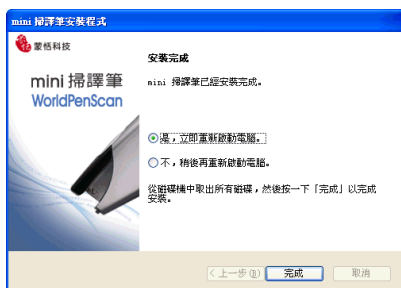 mini 掃譯筆安裝程式
蒙恬科技
mini 掃譯筆
WorldPenScan
安裝完成
mini 掃譯筆已經安裝完成。
是，立即重新啟動電腦。
不，稍後再重新啟動電腦。
從磁碟機中取出所有磁碟，然後按一下「完成」以完成
安裝。
< 上一步(B)
完成
取消